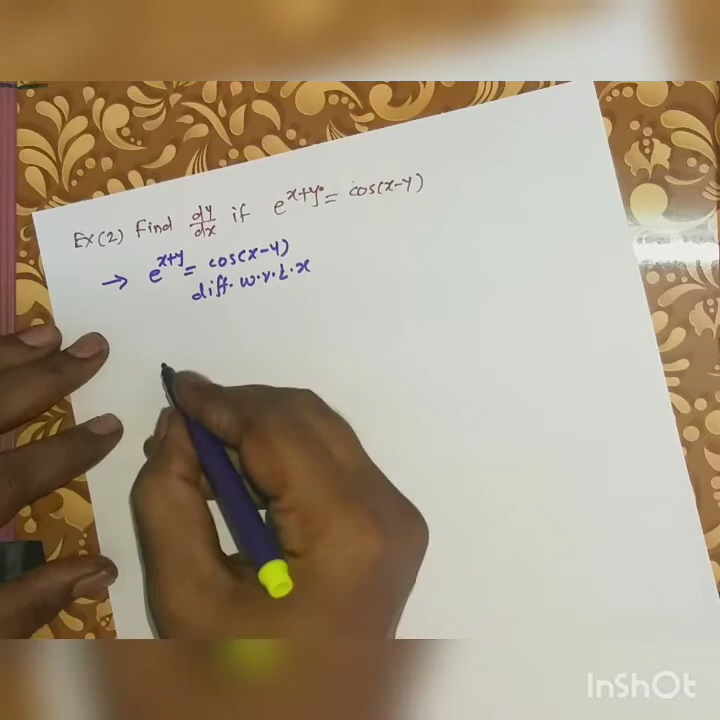 Ex(2) Find dy/dx if e^x+y = cos(x-y)
→ e^x+y = cos(x-y)
diff. w.r.t. x
InShOt